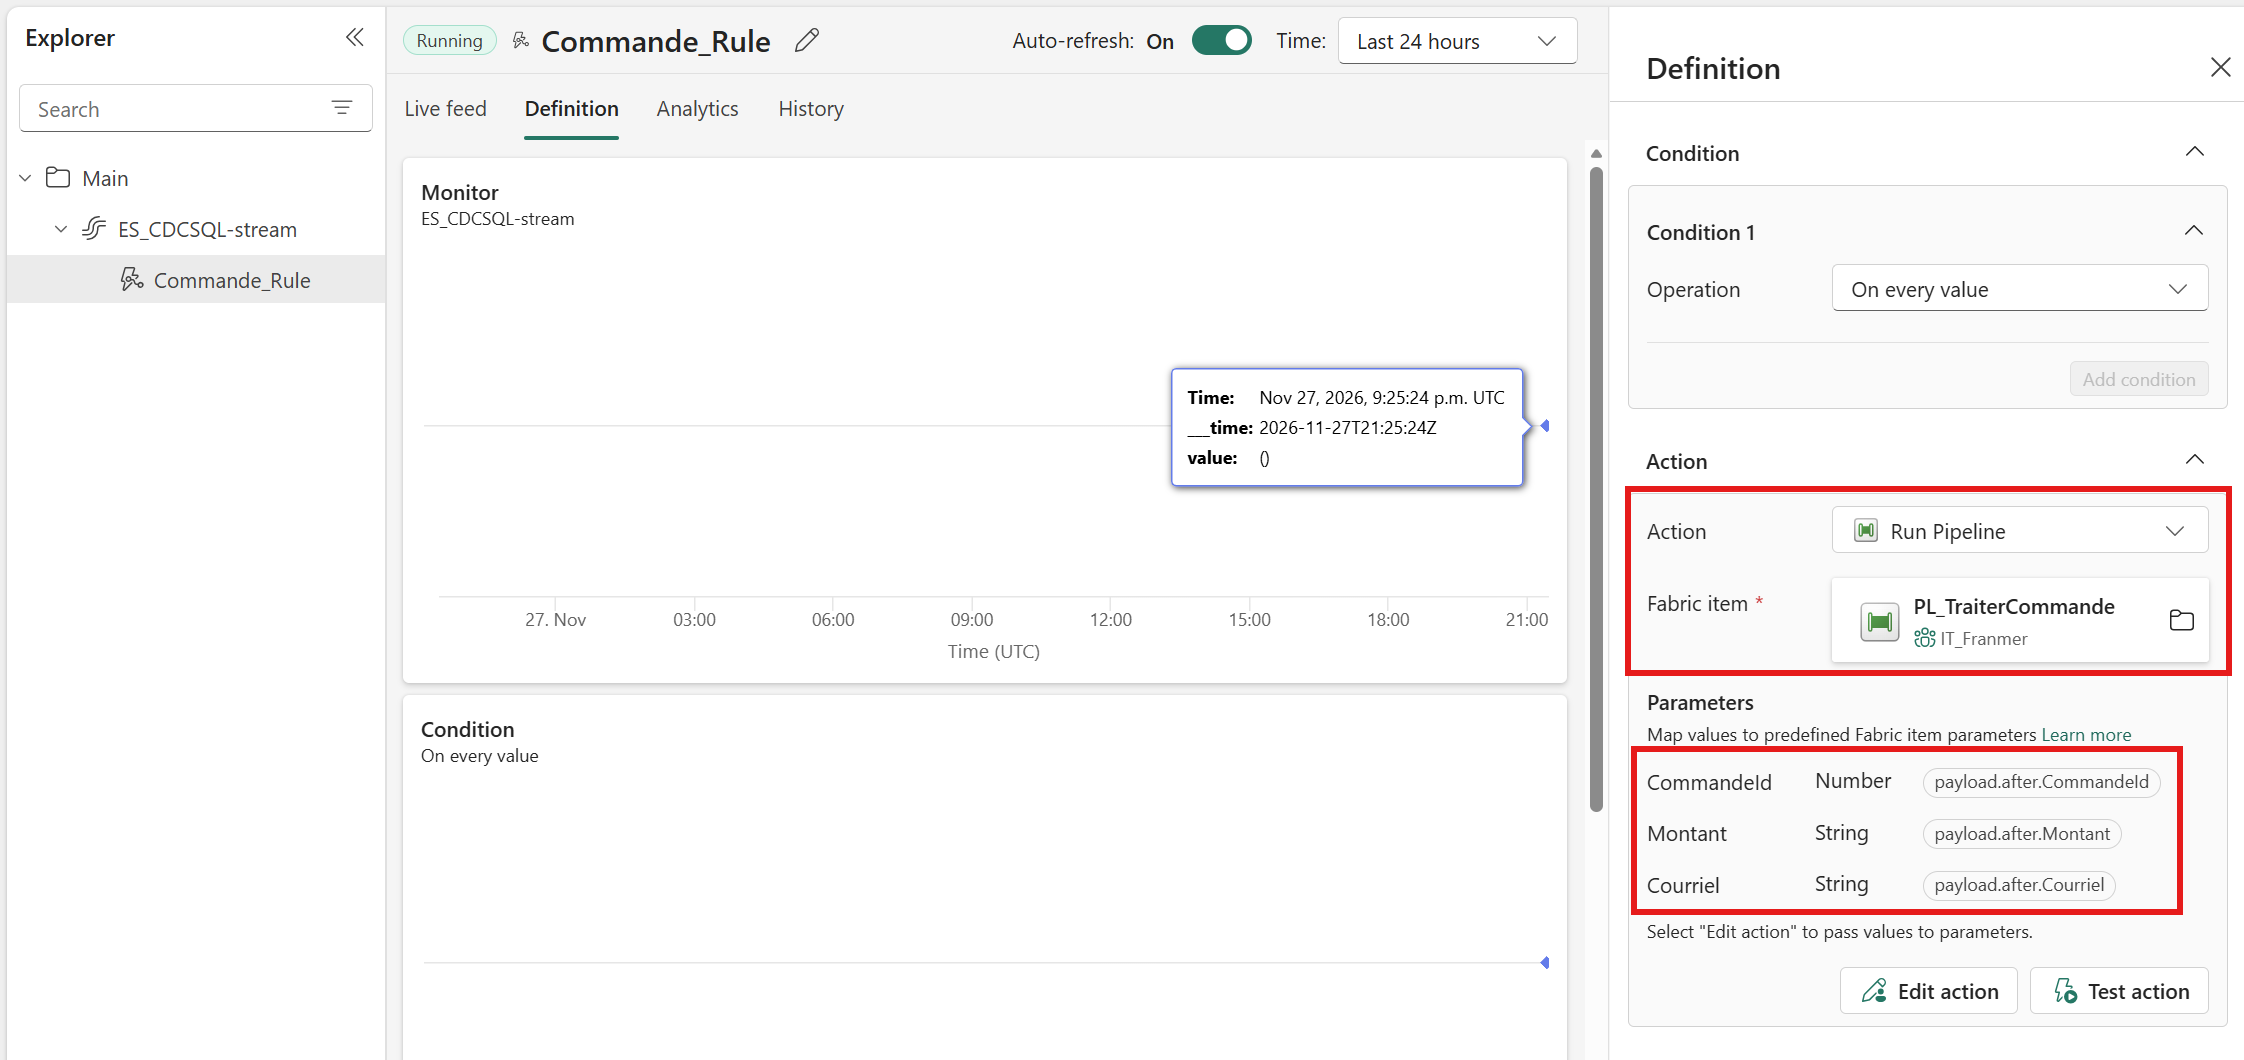 Explorer
Search
Main
ES_CDCSQL-stream
Commande_Rule
Running
Commande_Rule
Auto-refresh: On
Time: Last 24 hours
Live feed
Definition
Analytics
History
Monitor
ES_CDCSQL-stream
Time: Nov 27, 2026, 9:25:24 p.m. UTC
__time: 2026-11-27T21:25:24Z
value: ()
27. Nov 03:00 06:00 09:00 12:00 15:00 18:00 21:00
Time (UTC)
Condition
On every value
Definition
Condition
Condition 1
Operation On every value
Add condition
Action
Action Run Pipeline
Fabric item * PL_TraiterCommande
IT_Franmer
Parameters
Map values to predefined Fabric item parameters Learn more
CommandeId Number payload.after.CommandeId
Montant String payload.after.Montant
Courriel String payload.after.Courriel
Select "Edit action" to pass values to parameters.
Edit action Test action